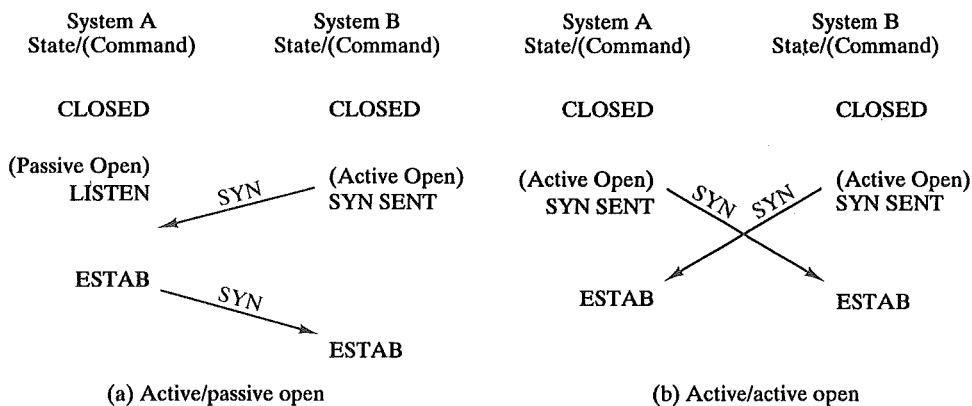 System A
State/(Command)
System B
State/(Command)
CLOSED
CLOSED
(Passive Open)
LISTEN
SYN
(Active Open)
SYN SENT
ESTAB
SYN
ESTAB
(a) Active/passive open
System A
State/(Command)
System B
State/(Command)
CLOSED
CLOSED
(Active Open)
SYN SENT
SYN
SYN
(Active Open)
SYN SENT
ESTAB
ESTAB
(b) Active/active open